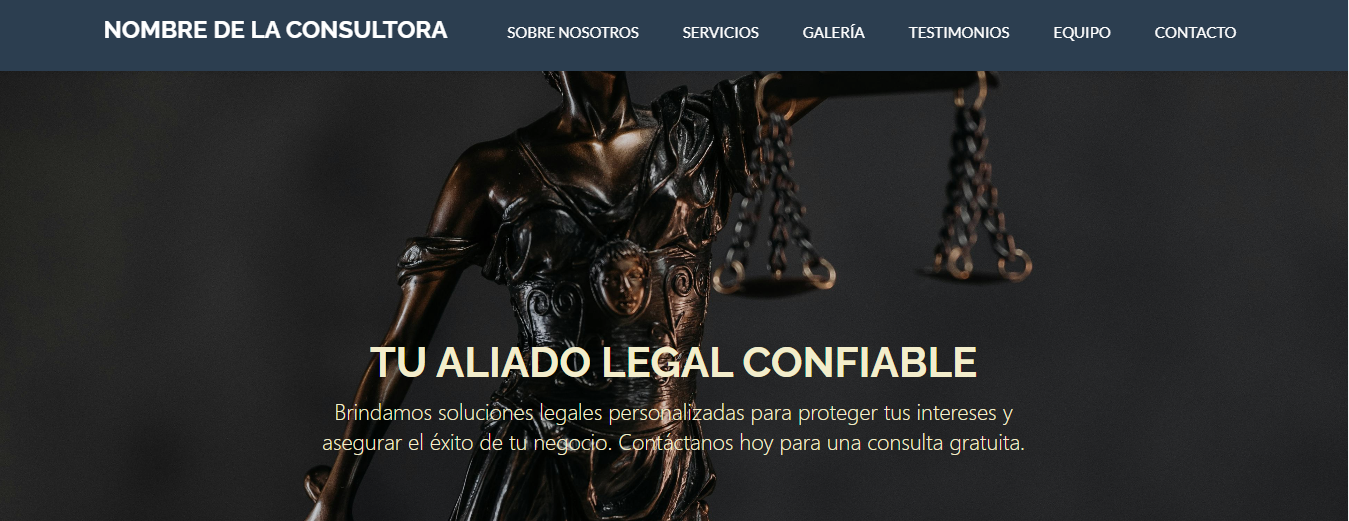 NOMBRE DE LA CONSULTORA
SOBRE NOSOTROS
SERVICIOS
GALERÍA
TESTIMONIOS
EQUIPO
CONTACTO
TU ALIADO LEGAL CONFIABLE
Brindamos soluciones legales personalizadas para proteger tus intereses y
asegurar el éxito de tu negocio. Contáctanos hoy para una consulta gratuita.